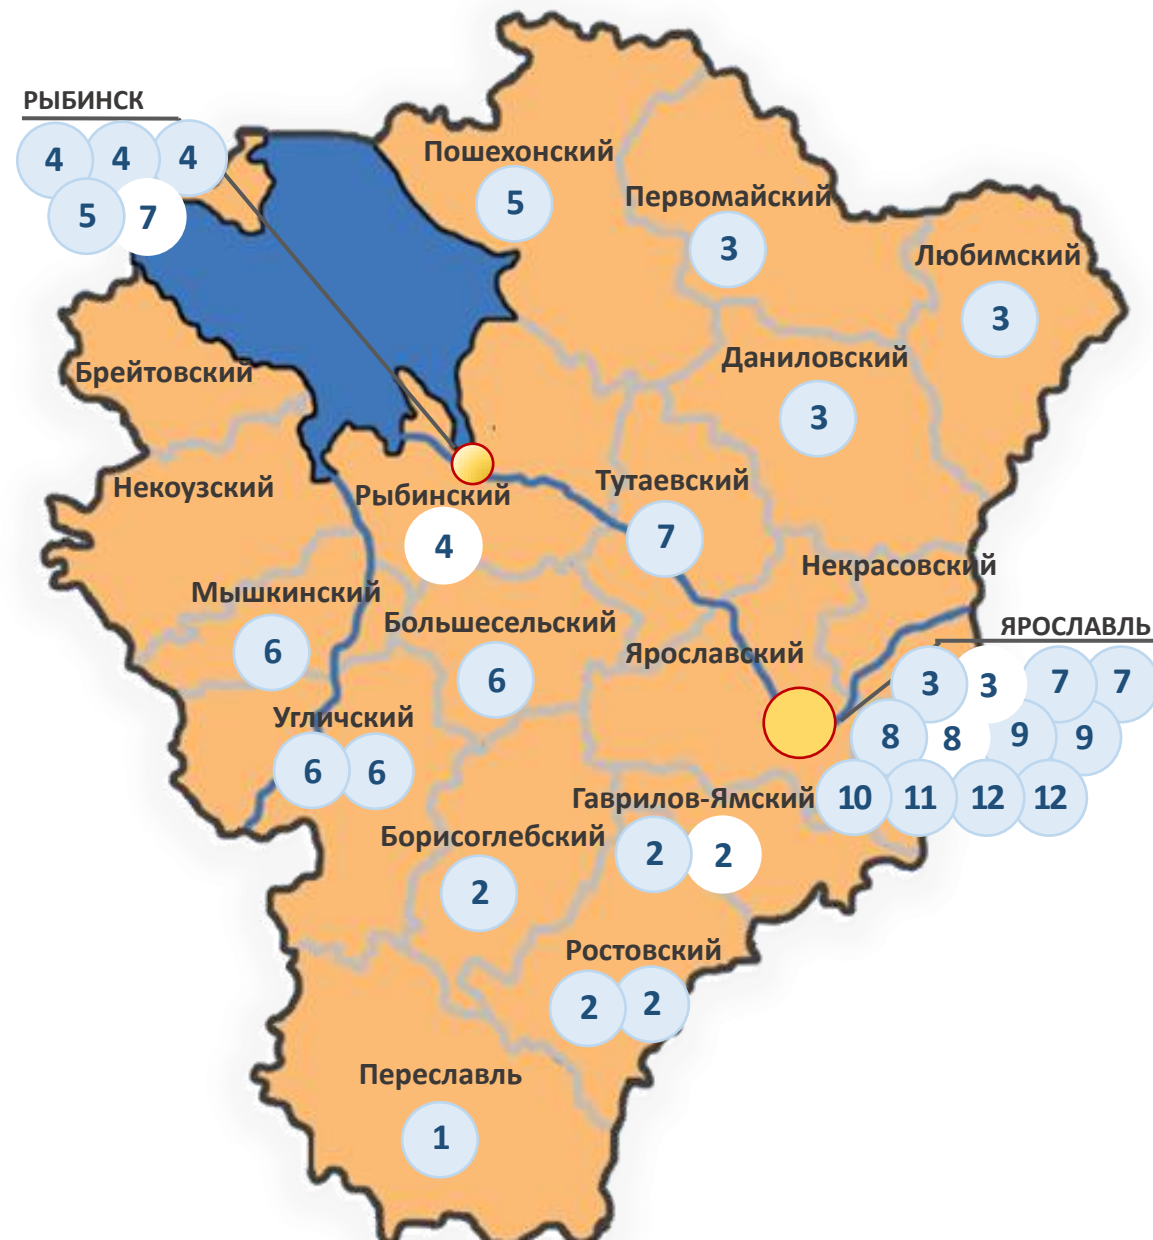 РЫБИНСК
4 4 4
5 7
Пошехонский
5
Первомайский
3
Любимский
3
Брейтовский
Даниловский
3
Некоузский
Рыбинский
4
Тутаевский
7
Некрасовский
Мышкинский
6
Большесельский
6
Ярославский
ЯРОСЛАВЛЬ
3 3 7 7
8 8 9 9
10 11 12 12
Угличский
6 6
Гаврилов-Ямский
2 2
Борисоглебский
2
Ростовский
2 2
Переславль
1